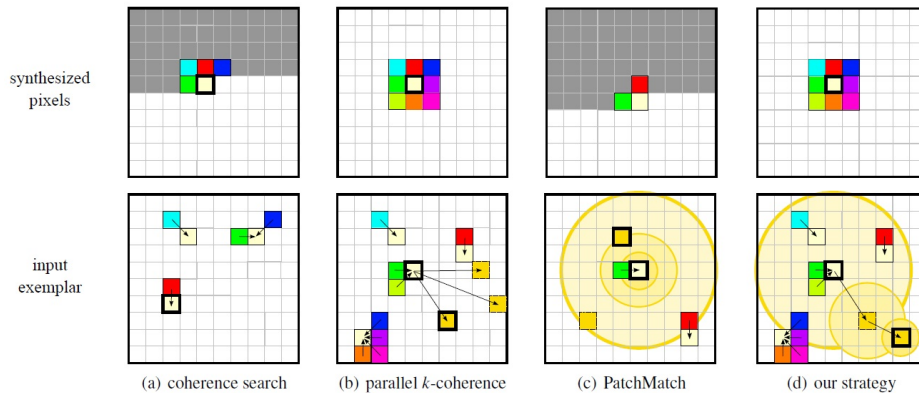 synthesized
pixels
input
exemplar
(a) coherence search
(b) parallel k-coherence
(c) PatchMatch
(d) our strategy